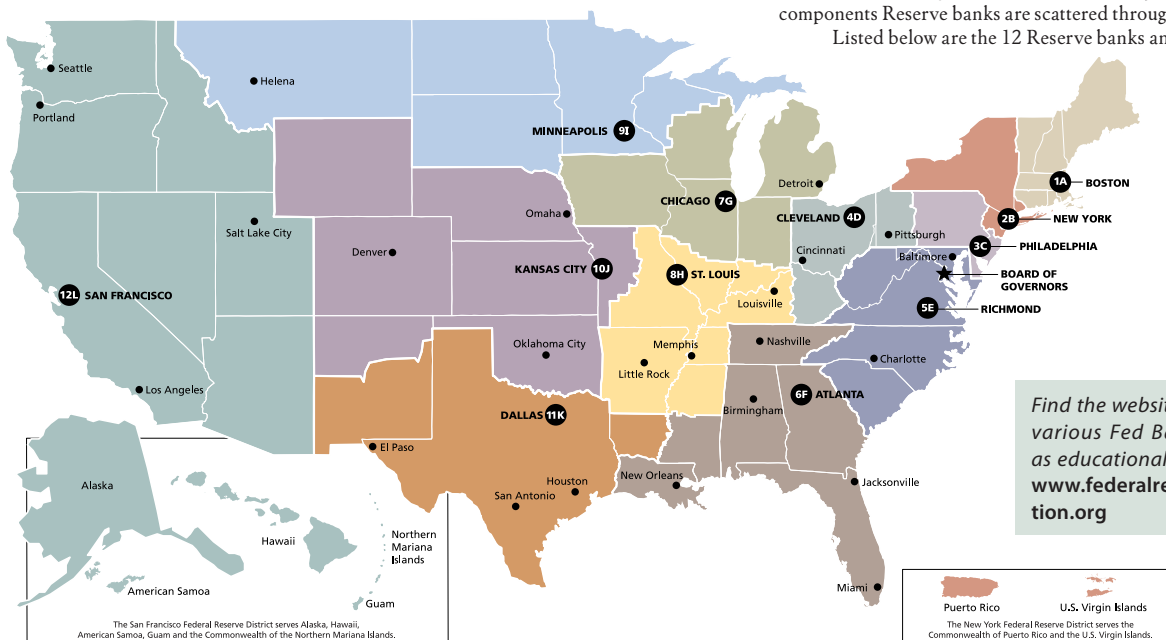 components Reserve banks are scattered through
Listed below are the 12 Reserve banks an
Seattle
Helena
Portland
MINNEAPOLIS 9I
Detroit
1A BOSTON
CHICAGO 7G
Omaha
CLEVELAND 4D
2B NEW YORK
Salt Lake City
Pittsburgh
Denver
Cincinnati
Baltimore
3C PHILADELPHIA
KANSAS CITY 10J
8H ST. LOUIS
BOARD OF
GOVERNORS
12L SAN FRANCISCO
Louisville
5E RICHMOND
Oklahoma City
Memphis
Nashville
Little Rock
Charlotte
Los Angeles
6F ATLANTA
Birmingham
DALLAS 11K
Find the websit
various Fed B
as educational
www.federalre
tion.org
El Paso
New Orleans
Jacksonville
Houston
San Antonio
Alaska
Hawaii
Northern
Mariana
Islands
American Samoa
Guam
Miami
The San Francisco Federal Reserve District serves Alaska, Hawaii,
American Samoa, Guam and the Commonwealth of the Northern Mariana Islands.
Puerto Rico
U.S. Virgin Islands
The New York Federal Reserve District serves the
Commonwealth of Puerto Rico and the U.S. Virgin Islands.